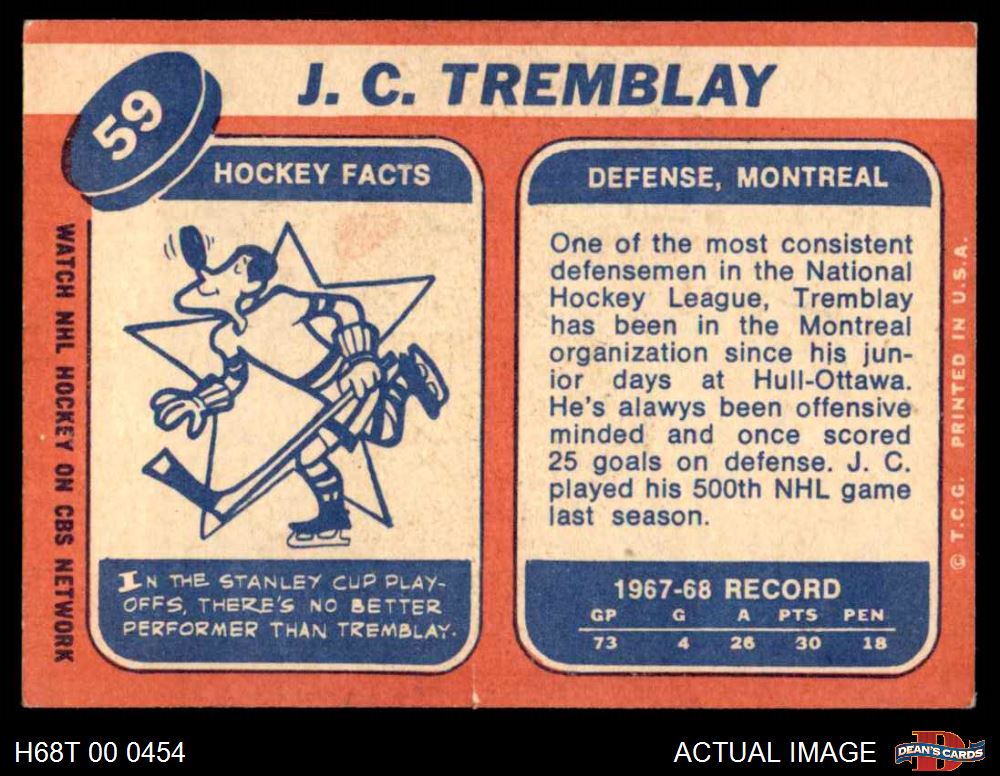 59
J. C. TREMBLAY
HOCKEY FACTS
IN THE STANLEY CUP PLAY-
OFFS, THERE'S NO BETTER
PERFORMER THAN TREMBLAY.
DEFENSE, MONTREAL
One of the most consistent
defensemen in the National
Hockey League, Tremblay
has been in the Montreal
organization since his jun-
ior days at Hull-Ottawa.
He's alawys been offensive
minded and once scored
25 goals on defense. J. C.
played his 500th NHL game
last season.
1967-68 RECORD
GP G A PTS PEN
73 4 26 30 18
WATCH NHL HOCKEY ON CBS NETWORK
© T.C.G. PRINTED IN U.S.A.
H68T 00 0454
ACTUAL IMAGE
D
DEAN'S CARDS